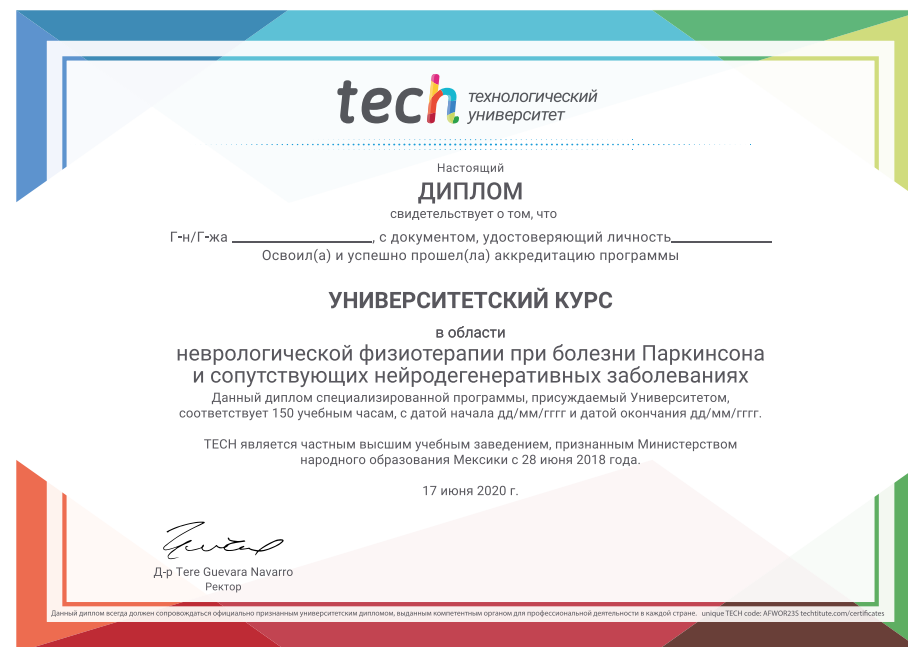 tech технологический
университет
Настоящий
ДИПЛОМ
свидетельствует о том, что
Г-н/Г-жа ____________________, с документом, удостоверяющий личность______________
Освоил(а) и успешно прошел(ла) аккредитацию программы
УНИВЕРСИТЕТСКИЙ КУРС
в области
неврологической физиотерапии при болезни Паркинсона
и сопутствующих нейродегенеративных заболеваниях
Данный диплом специализированной программы, присуждаемый Университетом,
соответствует 150 учебным часам, с датой начала дд/мм/гггг и датой окончания дд/мм/гггг.
TECH является частным высшим учебным заведением, признанным Министерством
народного образования Мексики с 28 июня 2018 года.
17 июня 2020 г.
Д-р Tere Guevara Navarro
Ректор
Данный диплом всегда должен сопровождаться официально признанным университетским дипломом, выданным компетентным органом для профессиональной деятельности в каждой стране. unique TECH code: AFWOR23S techtitute.com/certificates